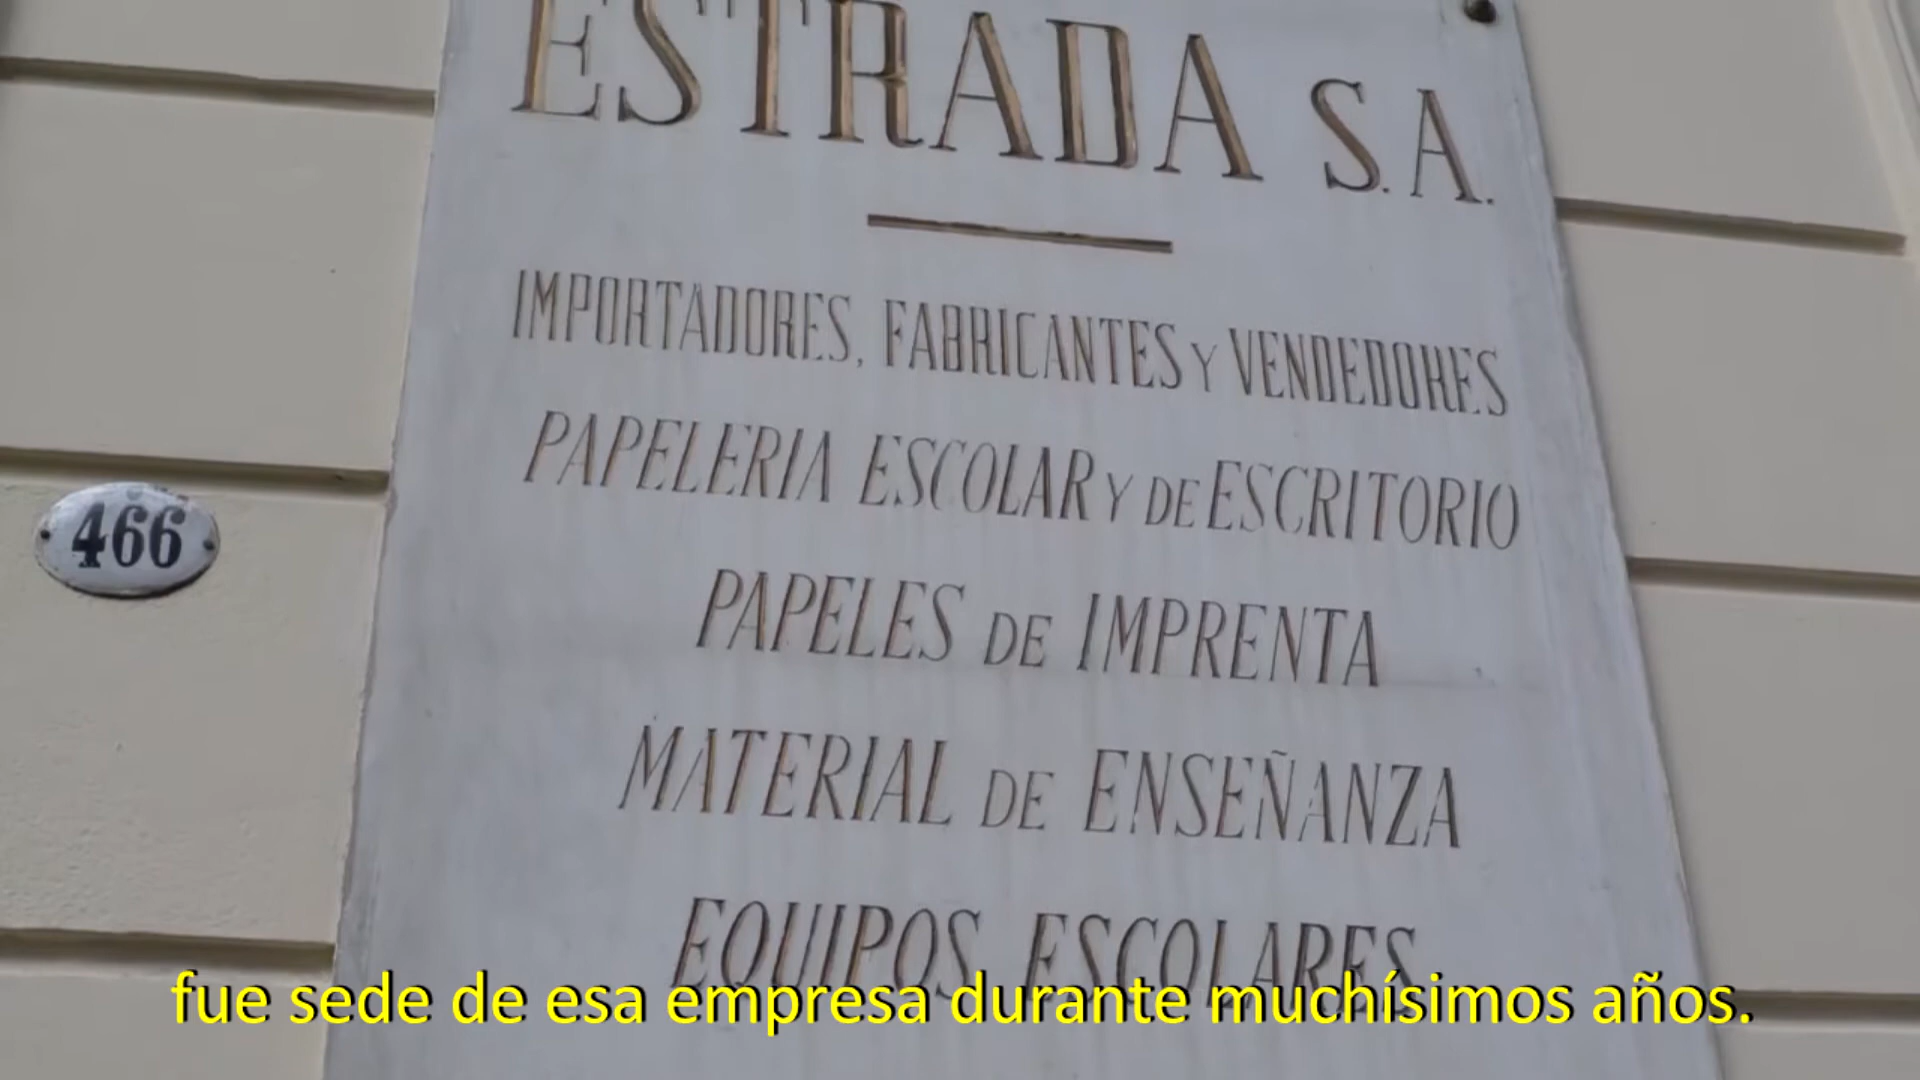 ESTRADA S.A.
IMPORTADORES, FABRICANTES Y VENDEDORES
PAPELERIA ESCOLAR Y DE ESCRITORIO
466
PAPELES DE IMPRENTA
MATERIAL DE ENSEÑANZA
EQUIPOS ESCOLARES
fue sede de esa empresa durante muchísimos años.